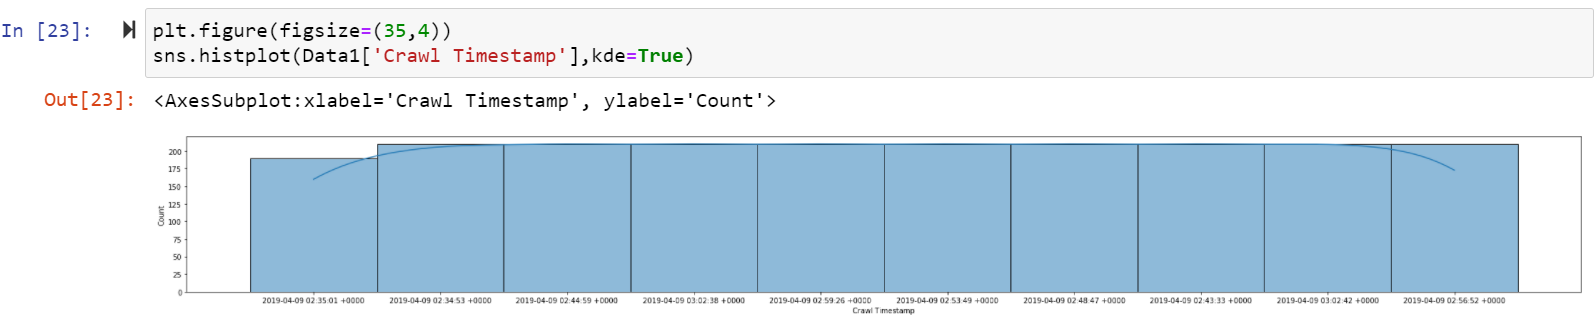 In [23]:
plt.figure(figsize=(35,4))
sns.histplot(Data1['Crawl Timestamp'],kde=True)
Out[23]: <AxesSubplot:xlabel='Crawl Timestamp', ylabel='Count'>
200
175
150
125
100
75
50
25
0
Count
2019-04-09 02:35:01 +0000 2019-04-09 02:34:53 +0000 2019-04-09 02:44:59 +0000 2019-04-09 03:02:38 +0000 2019-04-09 02:59:26 +0000 2019-04-09 02:53:49 +0000 2019-04-09 02:48:47 +0000 2019-04-09 02:43:33 +0000 2019-04-09 03:02:42 +0000 2019-04-09 02:56:52 +0000
Crawl Timestamp